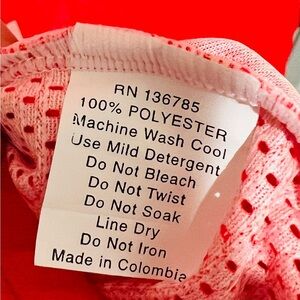 RN 136785
100% POLYESTER
Machine Wash Cool
Use Mild Detergent
Do Not Bleach
Do Not Twist
Do Not Soak
Line Dry
Do Not Iron
Made in Colombia